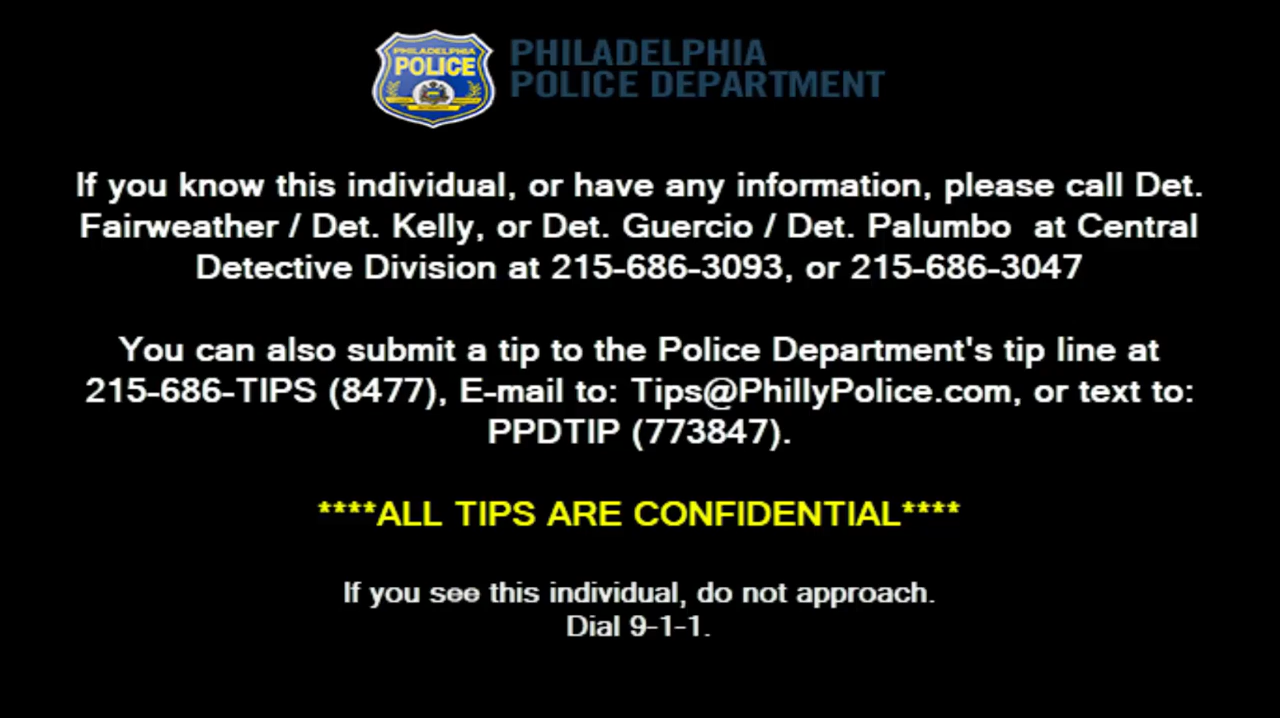 PHILADELPHIA
POLICE
PHILADELPHIA
POLICE DEPARTMENT
If you know this individual, or have any information, please call Det.
Fairweather / Det. Kelly, or Det. Guercio / Det. Palumbo at Central
Detective Division at 215-686-3093, or 215-686-3047
You can also submit a tip to the Police Department's tip line at
215-686-TIPS (8477), E-mail to: Tips@PhillyPolice.com, or text to:
PPDTIP (773847).
****ALL TIPS ARE CONFIDENTIAL****
If you see this individual, do not approach.
Dial 9-1-1.